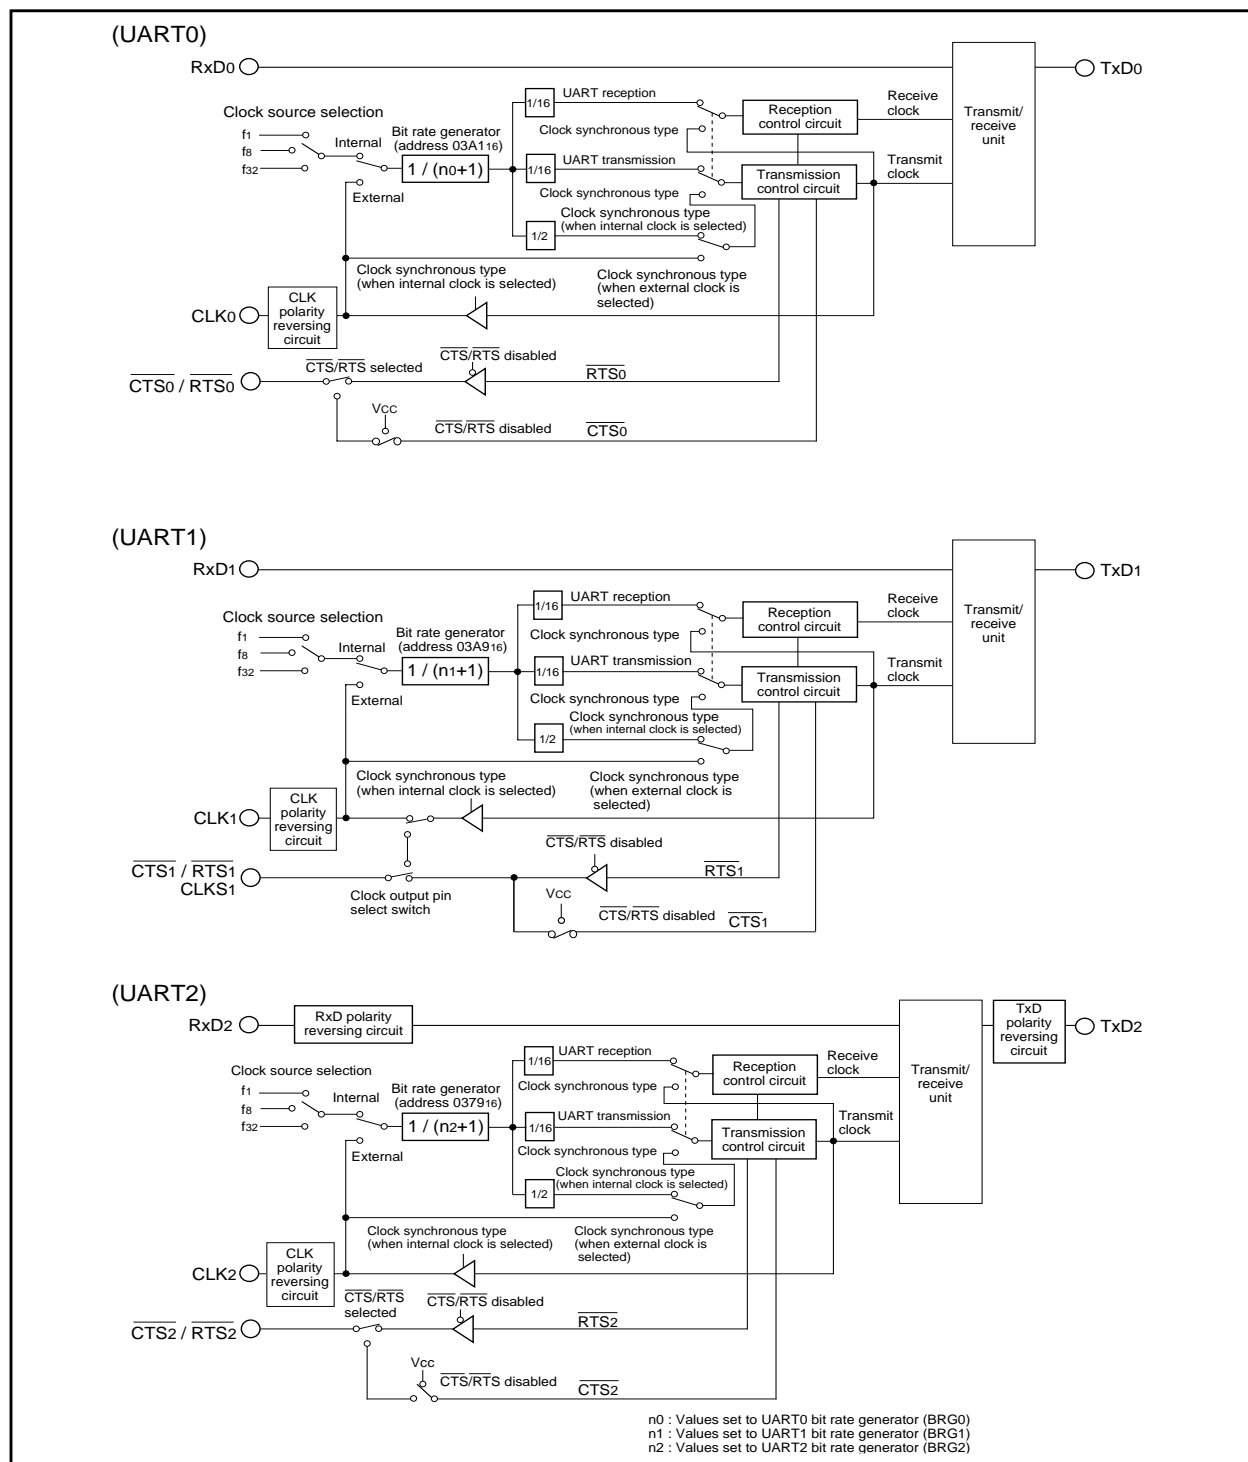 (UART0)
RxD0
TxD0
Clock source selection
f1
f8
f32
Internal
External
Bit rate generator
(address 03A116)
1 / (n0+1)
1/16
UART reception
Clock synchronous type
1/16
UART transmission
Clock synchronous type
1/2
Clock synchronous type
(when internal clock is selected)
Reception
control circuit
Transmission
control circuit
Receive
clock
Transmit
clock
Transmit/
receive
unit
Clock synchronous type
(when internal clock is selected)
Clock synchronous type
(when external clock is
selected)
CLK0
CLK
polarity
reversing
circuit
CTS0 / RTS0
CTS/RTS selected
CTS/RTS disabled
RTS0
Vcc
CTS/RTS disabled
CTS0
(UART1)
RxD1
TxD1
Clock source selection
f1
f8
f32
Internal
External
Bit rate generator
(address 03A916)
1 / (n1+1)
1/16
UART reception
Clock synchronous type
1/16
UART transmission
Clock synchronous type
1/2
Clock synchronous type
(when internal clock is selected)
Reception
control circuit
Transmission
control circuit
Receive
clock
Transmit
clock
Transmit/
receive
unit
Clock synchronous type
(when internal clock is selected)
Clock synchronous type
(when external clock is
selected)
CLK1
CLK
polarity
reversing
circuit
CTS1 / RTS1
CLKS1
Clock output pin
select switch
CTS/RTS disabled
RTS1
VCC
CTS/RTS disabled
CTS1
(UART2)
RxD2
RxD polarity
reversing circuit
TxD
polarity
reversing
circuit
TxD2
Clock source selection
f1
f8
f32
Internal
External
Bit rate generator
(address 037916)
1 / (n2+1)
1/16
UART reception
Clock synchronous type
1/16
UART transmission
Clock synchronous type
1/2
Clock synchronous type
(when internal clock is selected)
Reception
control circuit
Transmission
control circuit
Receive
clock
Transmit
clock
Transmit/
receive
unit
Clock synchronous type
(when internal clock is selected)
Clock synchronous type
(when external clock is
selected)
CLK2
CLK
polarity
reversing
circuit
CTS2 / RTS2
CTS/RTS
selected
CTS/RTS disabled
RTS2
Vcc
CTS/RTS disabled
CTS2
n0 : Values set to UART0 bit rate generator (BRG0)
n1 : Values set to UART1 bit rate generator (BRG1)
n2 : Values set to UART2 bit rate generator (BRG2)